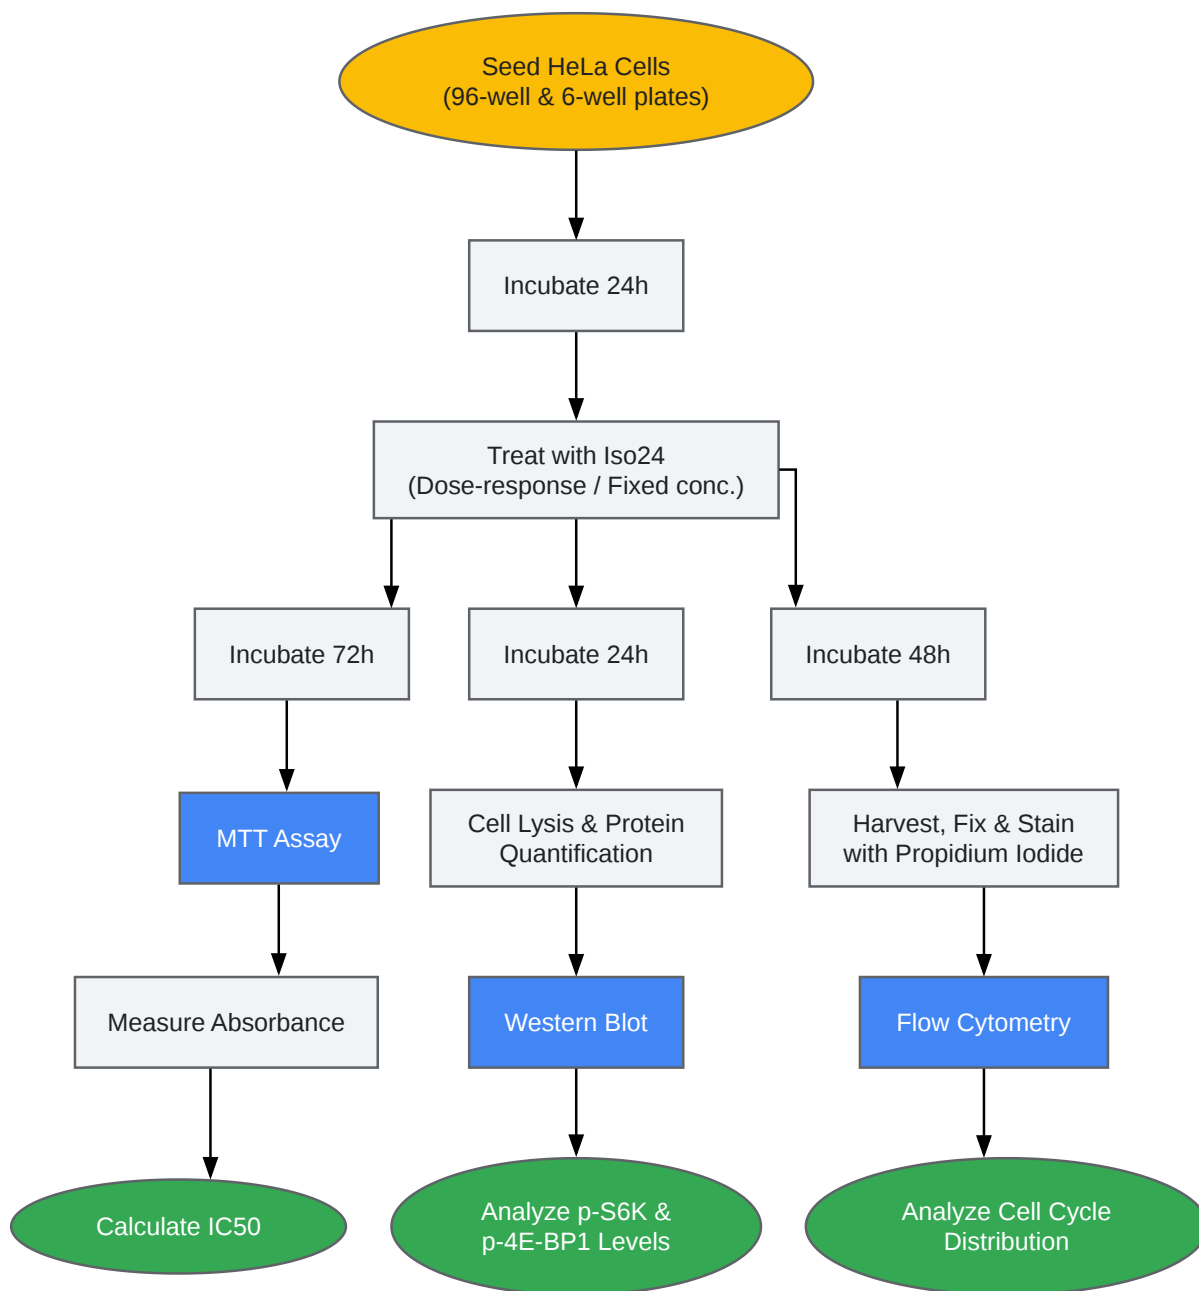 Seed HeLa Cells
(96-well & 6-well plates)
Incubate 24h
Treat with Iso24
(Dose-response / Fixed conc.)
Incubate 72h
Incubate 24h
Incubate 48h
MTT Assay
Cell Lysis & Protein
Quantification
Harvest, Fix & Stain
with Propidium Iodide
Measure Absorbance
Western Blot
Flow Cytometry
Calculate IC50
Analyze p-S6K &
p-4E-BP1 Levels
Analyze Cell Cycle
Distribution